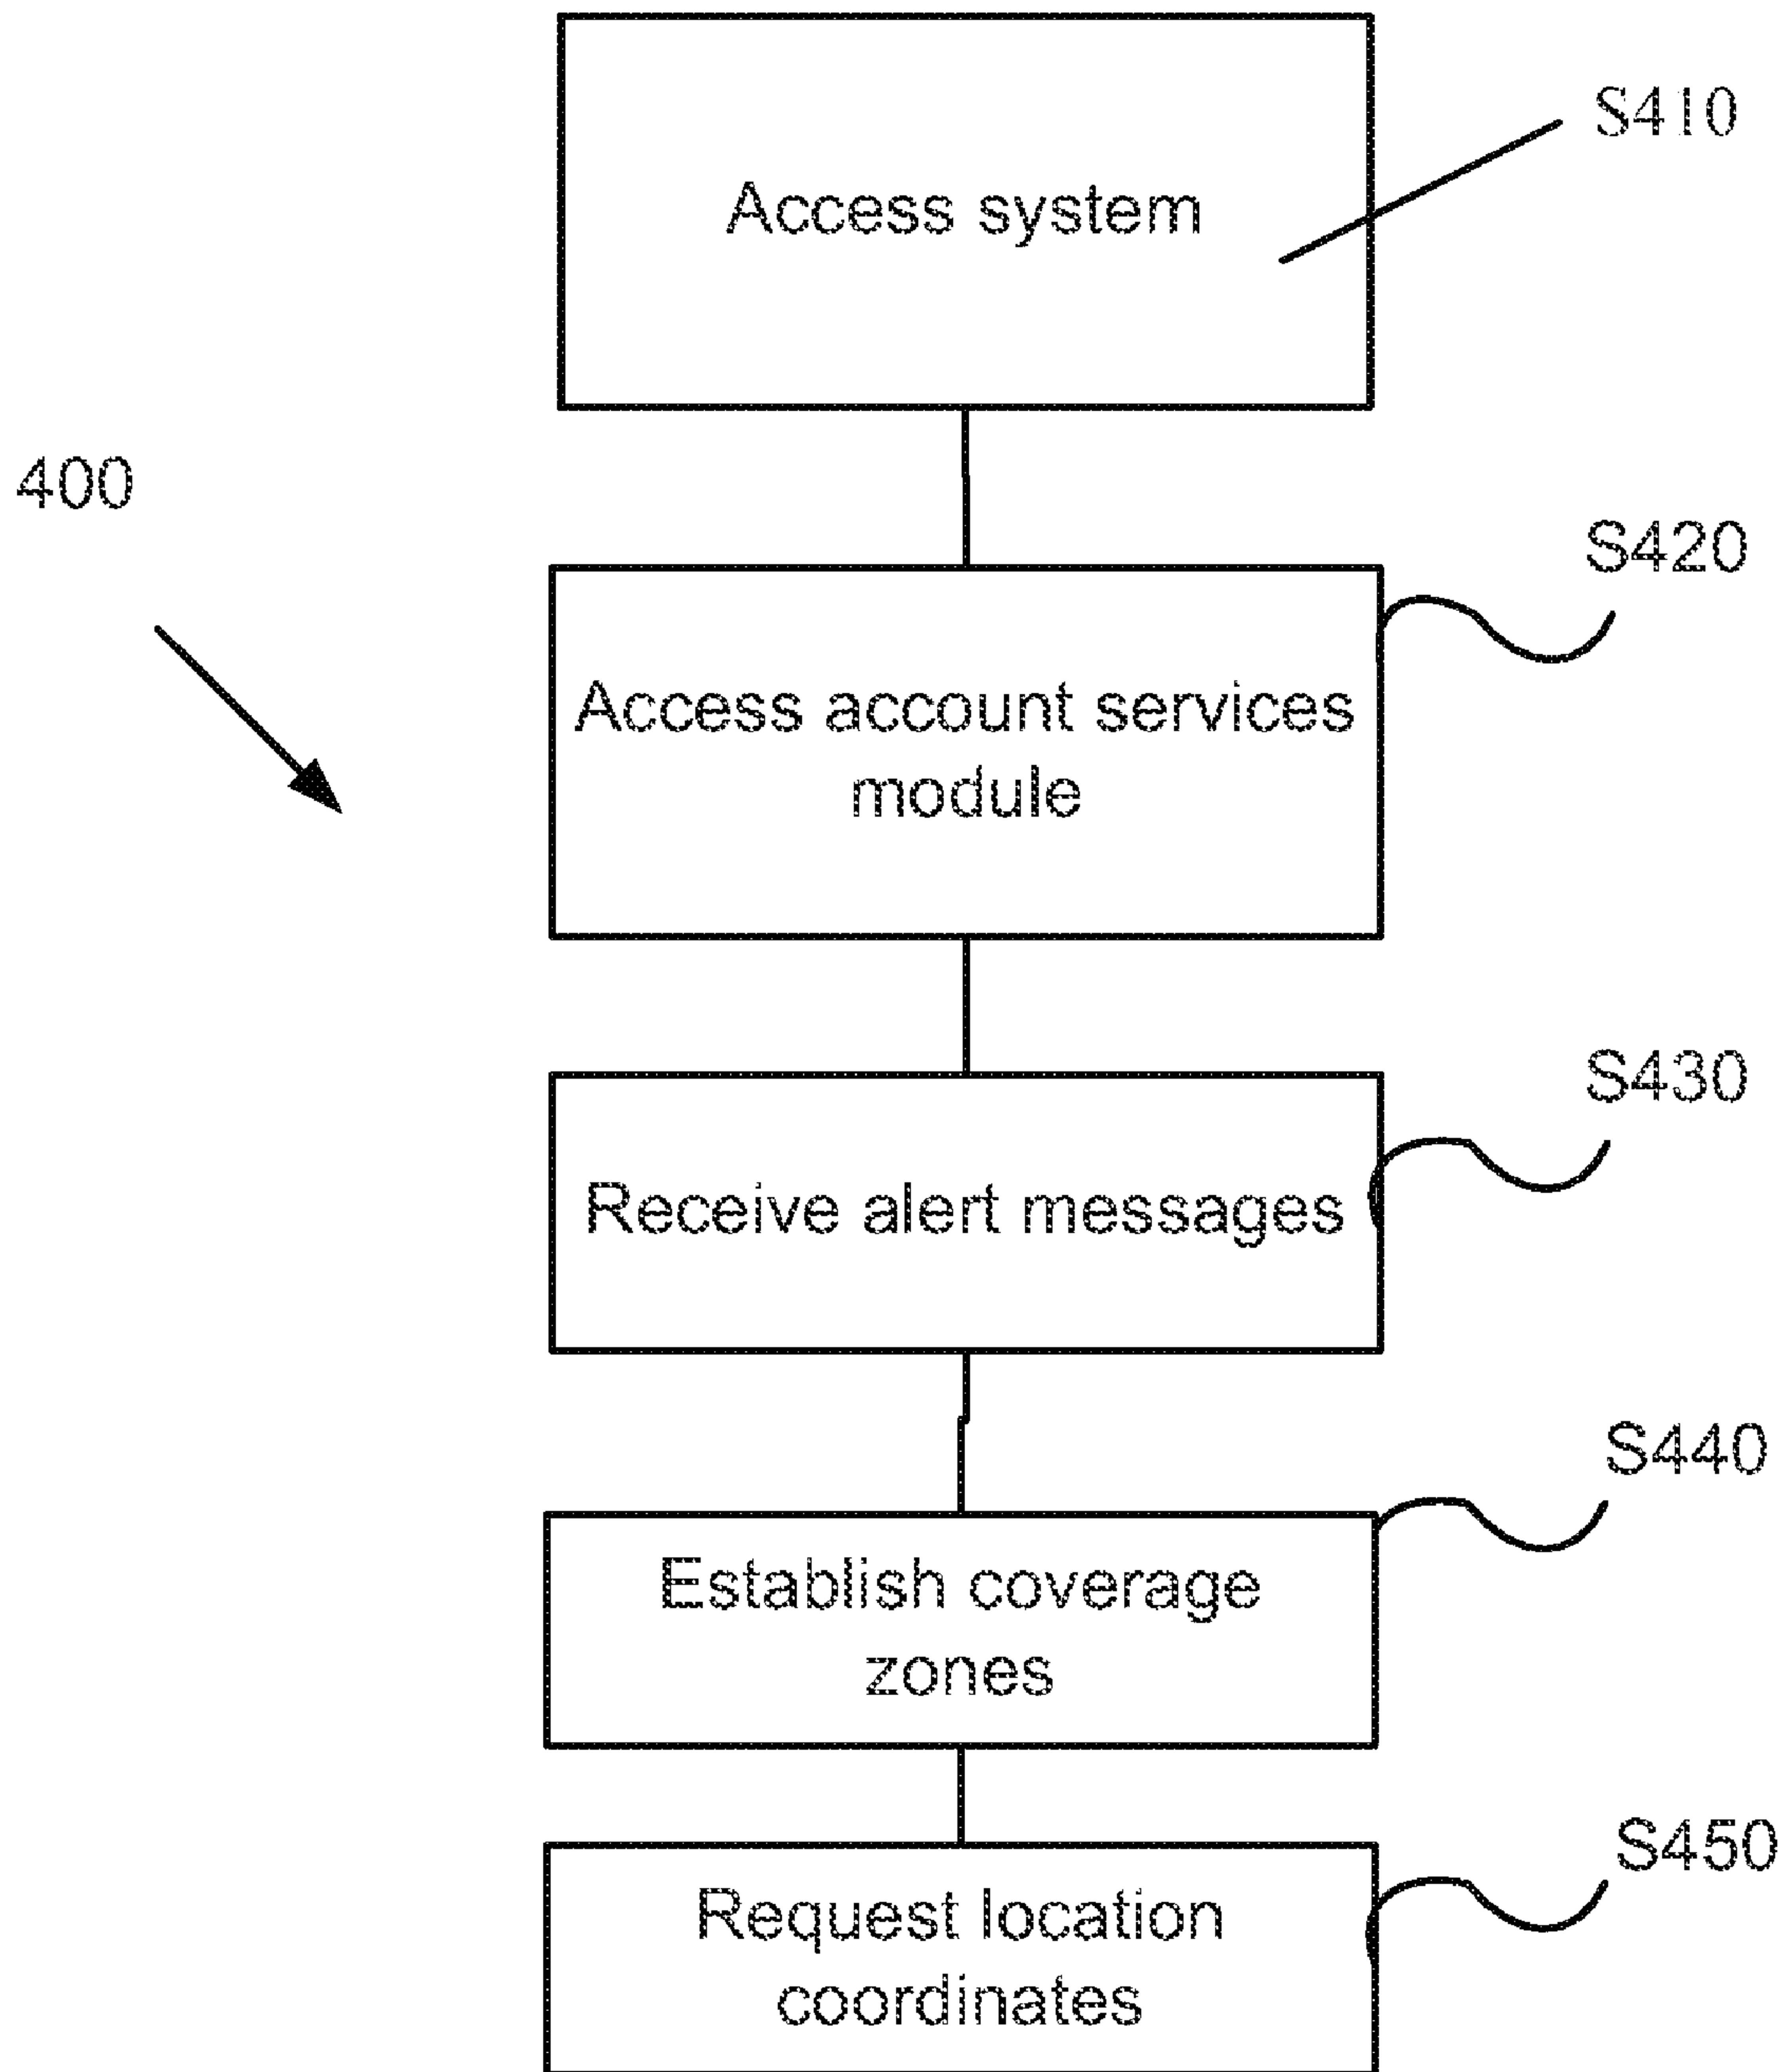 S410
Access system
400
S420
Access account services
module
S430
Receive alert messages
S440
Establish coverage
zones
S450
Request location
coordinates